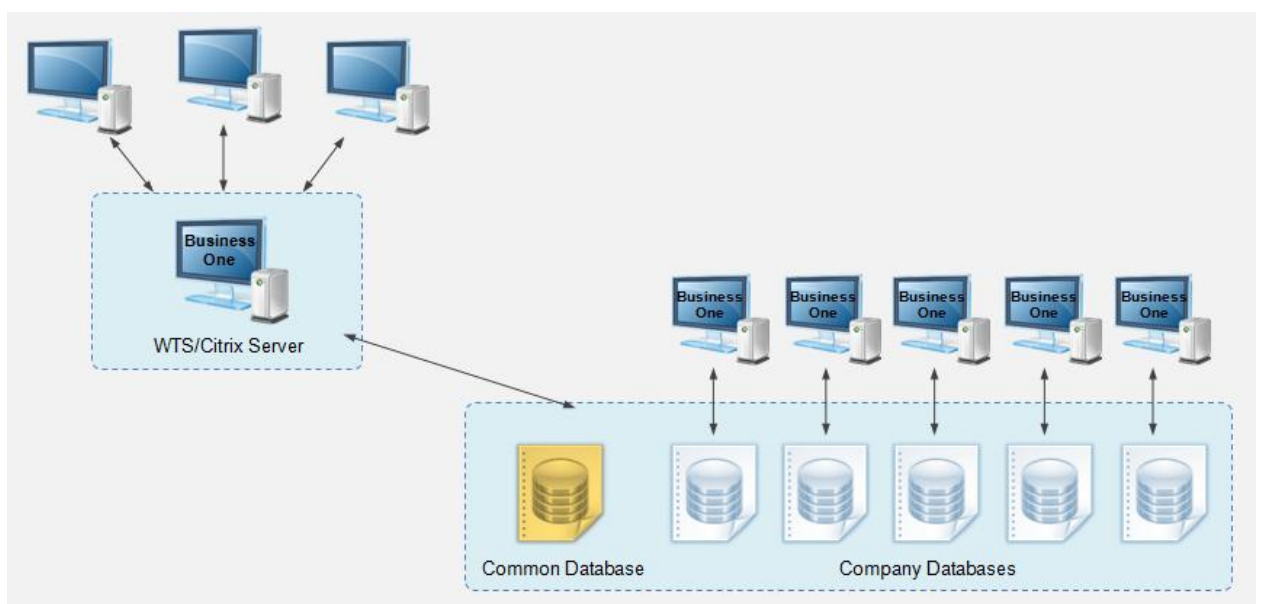 Business
One
WTS/Citrix Server
Business
One
Business
One
Business
One
Business
One
Business
One
Common Database
Company Databases